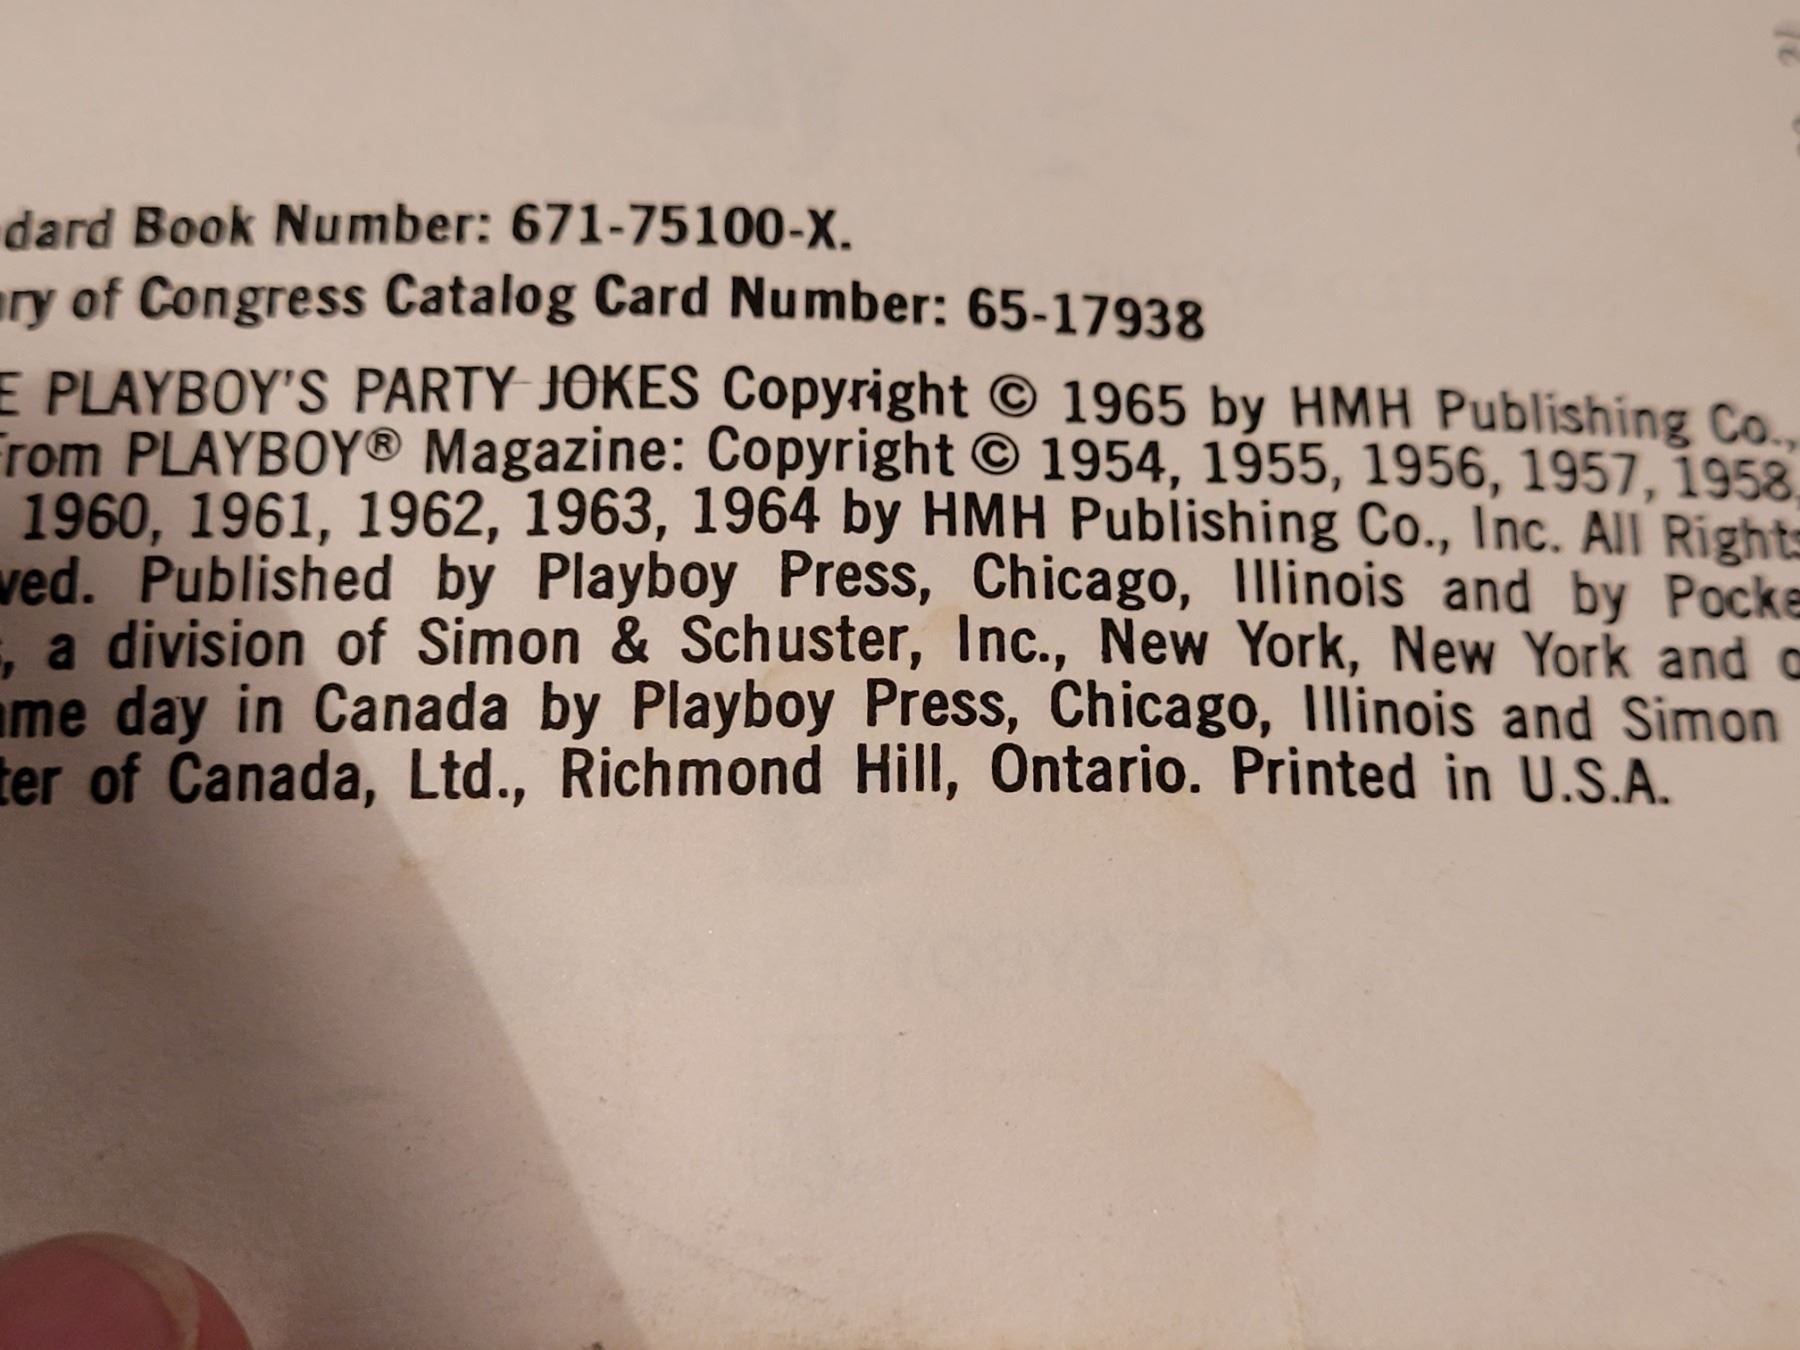 dard Book Number: 671-75100-X.
ry of Congress Catalog Card Number: 65-17938
E PLAYBOY'S PARTY JOKES Copyright © 1965 by HMH Publishing Co.,
From PLAYBOY® Magazine: Copyright © 1954, 1955, 1956, 1957, 1958,
1960, 1961, 1962, 1963, 1964 by HMH Publishing Co., Inc. All Rights
ved. Published by Playboy Press, Chicago, Illinois and by Pocke
, a division of Simon & Schuster, Inc., New York, New York and o
ame day in Canada by Playboy Press, Chicago, Illinois and Simon
ter of Canada, Ltd., Richmond Hill, Ontario. Printed in U.S.A.